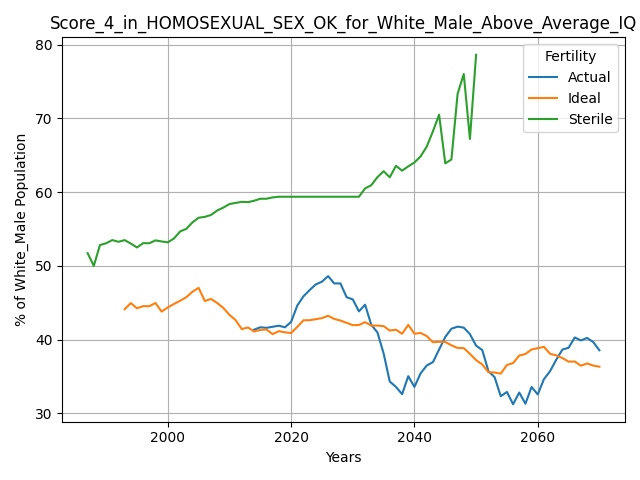 Score_4_in_HOMOSEXUAL_SEX_OK_for_White_Male_Above_Average_IQ
Fertility
Actual
Ideal
Sterile
% of White_Male Population
80
70
60
50
40
30
2000
2020
2040
2060
Years